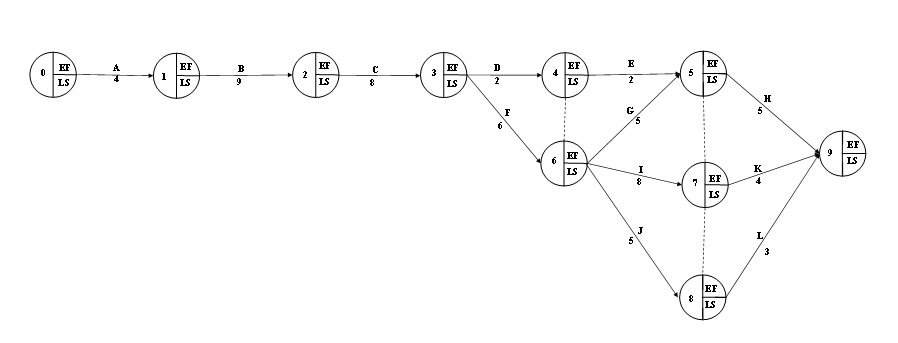 0 EF LS
A
4
1 EF LS
B
9
2 EF LS
C
8
3 EF LS
D
2
4 EF LS
E
2
5 EF LS
F
6
6 EF LS
G
5
H
5
I
8
7 EF LS
K
4
9 EF LS
J
5
L
3
8 EF LS